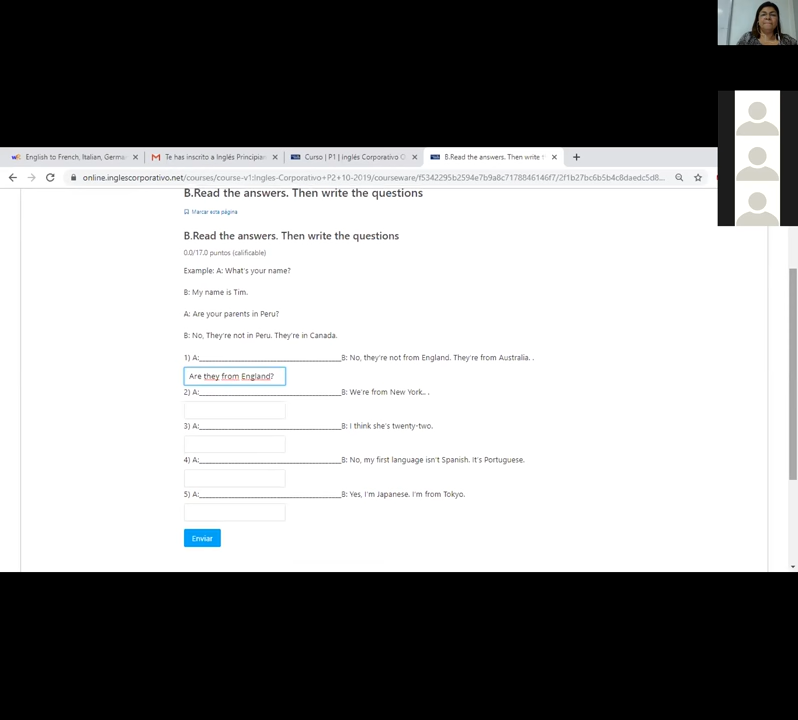 English to French, Italian, Germa
Te has inscrito a Inglés Principian
Curso | P1 | inglés Corporativo O
B.Read the answers. Then write t
online.inglescorporativo.net/courses/course-v1:Ingles-Corporativo+P2+10-2019/courseware/f5342295b2594e7b9a8c7178846146f7/2f1b27bc6b5b4c8daedc5d8...
B.Read the answers. Then write the questions
Marcar esta página
B.Read the answers. Then write the questions
0.0/17.0 puntos (calificable)
Example: A: What's your name?
B: My name is Tim.
A: Are your parents in Peru?
B: No, They're not in Peru. They're in Canada.
1) A:______________________________________B: No, they're not from England. They're from Australia. .
Are they from England?
2) A:______________________________________B: We're from New York.. .
3) A:______________________________________B: I think she's twenty-two.
4) A:______________________________________B: No, my first language isn't Spanish. It's Portuguese.
5) A:______________________________________B: Yes, I'm Japanese. I'm from Tokyo.
Enviar